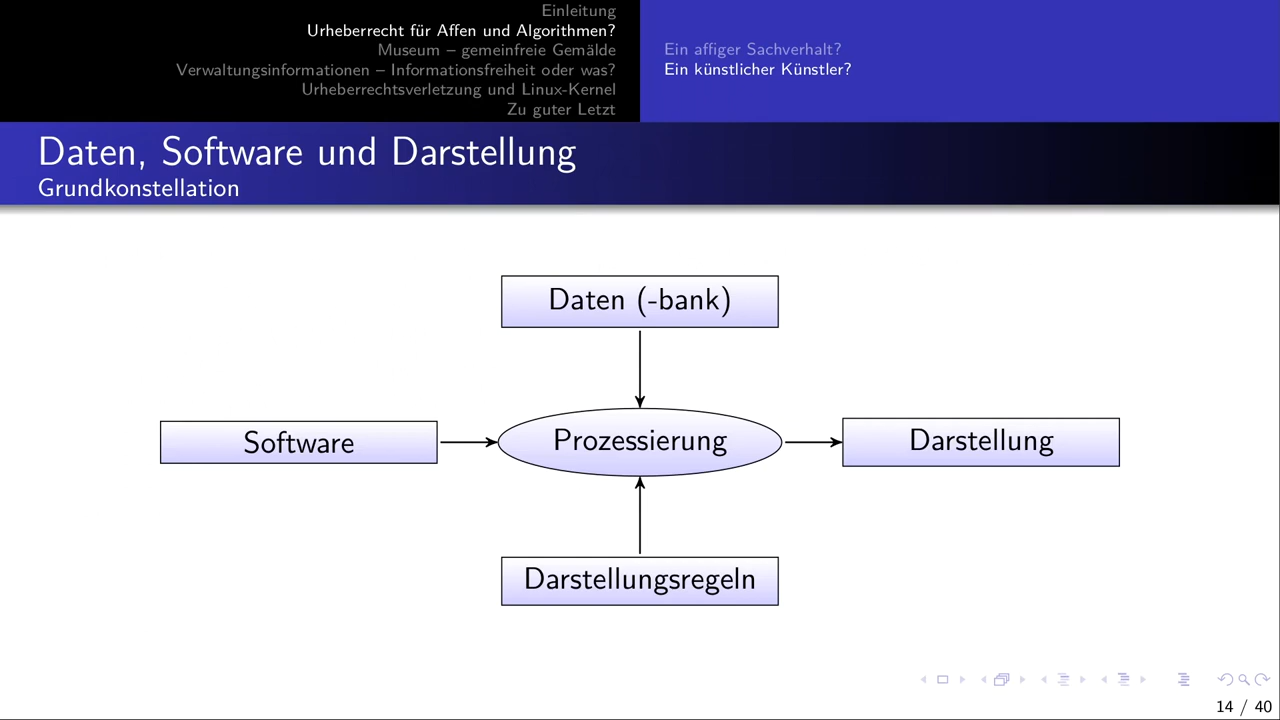 Einleitung
Urheberrecht für Affen und Algorithmen?
Museum – gemeinfreie Gemälde
Verwaltungsinformationen – Informationsfreiheit oder was?
Urheberrechtsverletzung und Linux-Kernel
Zu guter Letzt
Ein affiger Sachverhalt?
Ein künstlicher Künstler?
Daten, Software und Darstellung
Grundkonstellation
Daten (-bank)
Software
Prozessierung
Darstellung
Darstellungsregeln
14 / 40